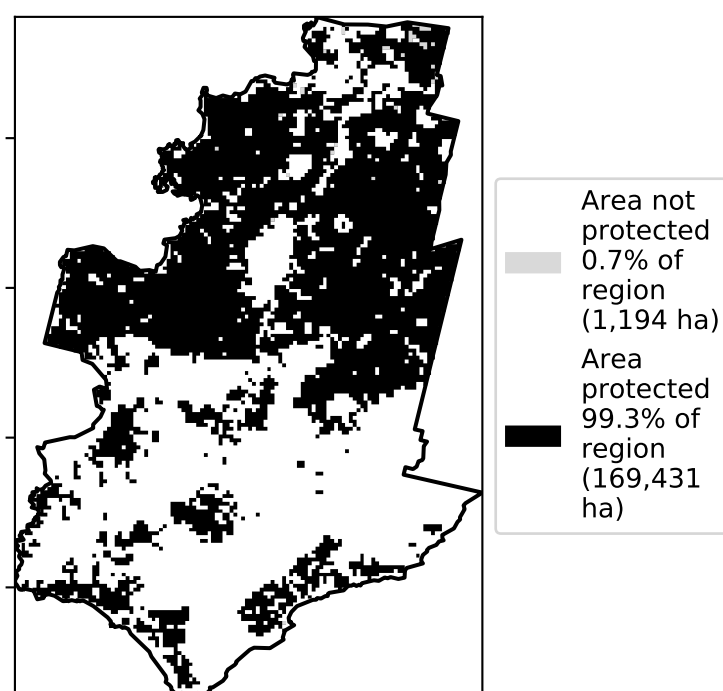 Area not
protected
0.7% of
region
(1,194 ha)
Area
protected
99.3% of
region
(169,431
ha)